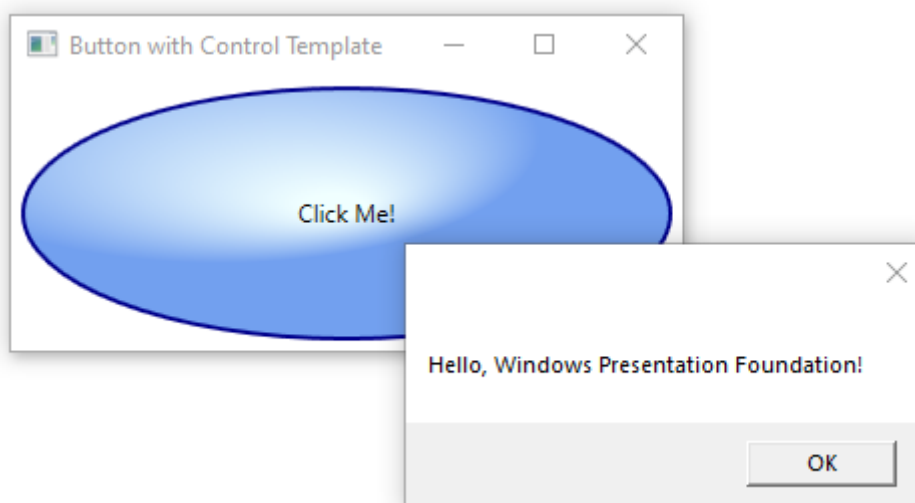 Button with Control Template
Click Me!
Hello, Windows Presentation Foundation!
OK